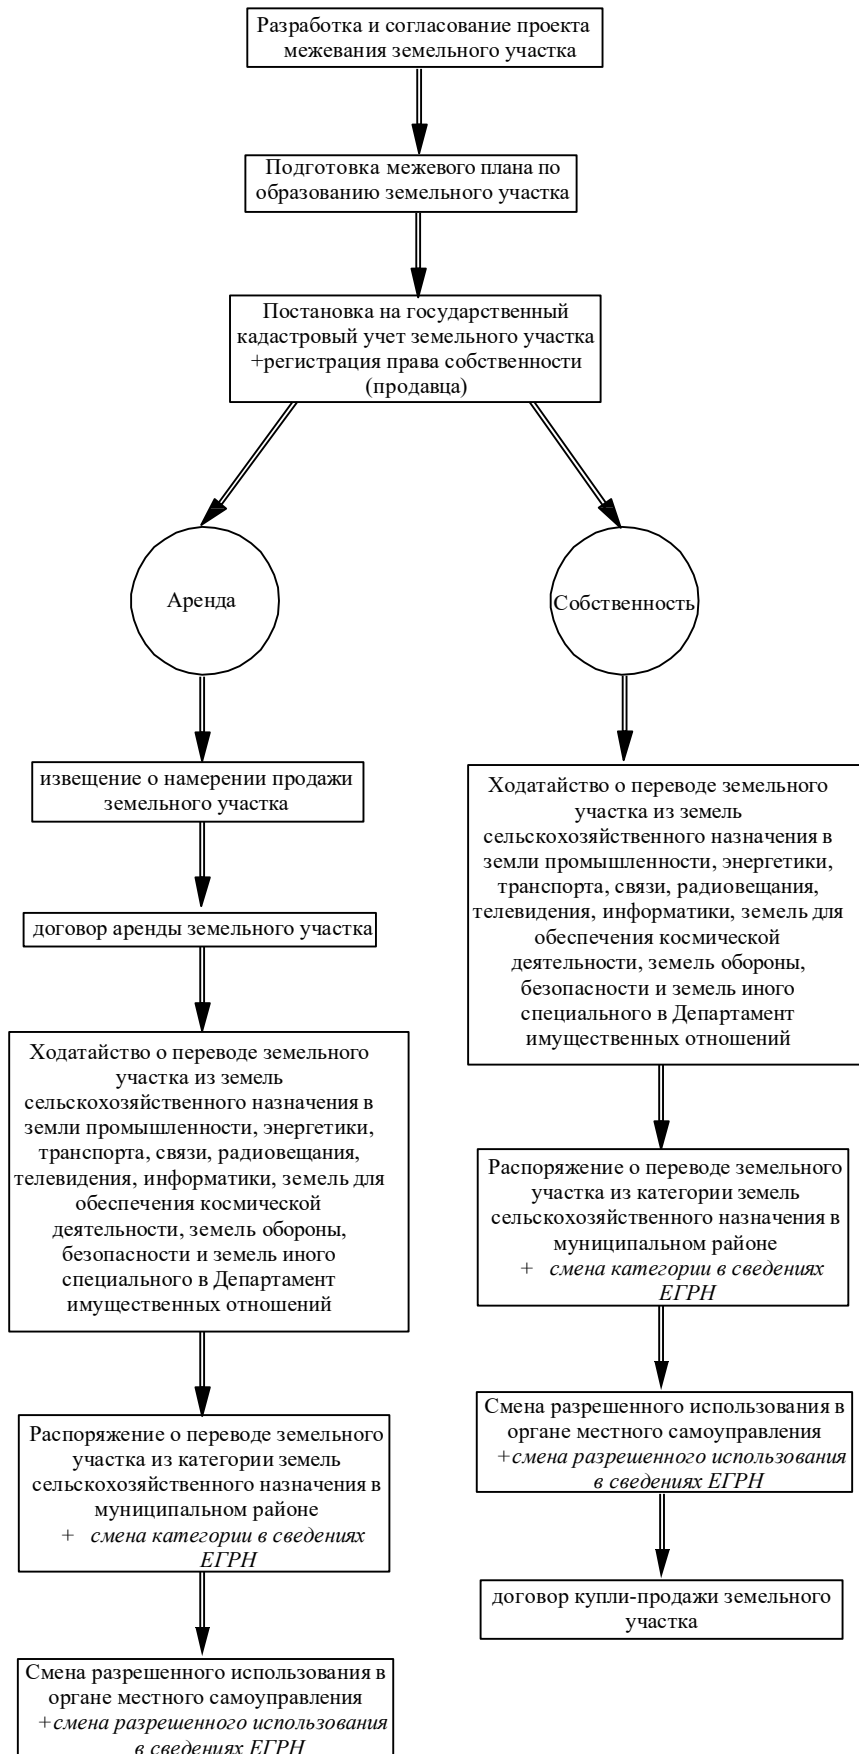 Разработка и согласование проекта
межевания земельного участка
Подготовка межевого плана по
образованию земельного участка
Постановка на государственный
кадастровый учет земельного участка
+регистрация права собственности
(продавца)
Аренда
извещение о намерении продажи
земельного участка
договор аренды земельного участка
Ходатайство о переводе земельного
участка из земель
сельскохозяйственного назначения в
земли промышленности, энергетики,
транспорта, связи, радиовещания,
телевидения, информатики, земель для
обеспечения космической
деятельности, земель обороны,
безопасности и земель иного
специального в Департамент
имущественных отношений
Распоряжение о переводе земельного
участка из категории земель
сельскохозяйственного назначения в
муниципальном районе
+ смена категории в сведениях
ЕГРН
Смена разрешенного использования в
органе местного самоуправления
+смена разрешенного использования
в сведениях ЕГРН
Собственность
Ходатайство о переводе земельного
участка из земель
сельскохозяйственного назначения в
земли промышленности, энергетики,
транспорта, связи, радиовещания,
телевидения, информатики, земель для
обеспечения космической
деятельности, земель обороны,
безопасности и земель иного
специального в Департамент
имущественных отношений
Распоряжение о переводе земельного
участка из категории земель
сельскохозяйственного назначения в
муниципальном районе
+ смена категории в сведениях
ЕГРН
Смена разрешенного использования в
органе местного самоуправления
+смена разрешенного использования
в сведениях ЕГРН
договор купли-продажи земельного
участка